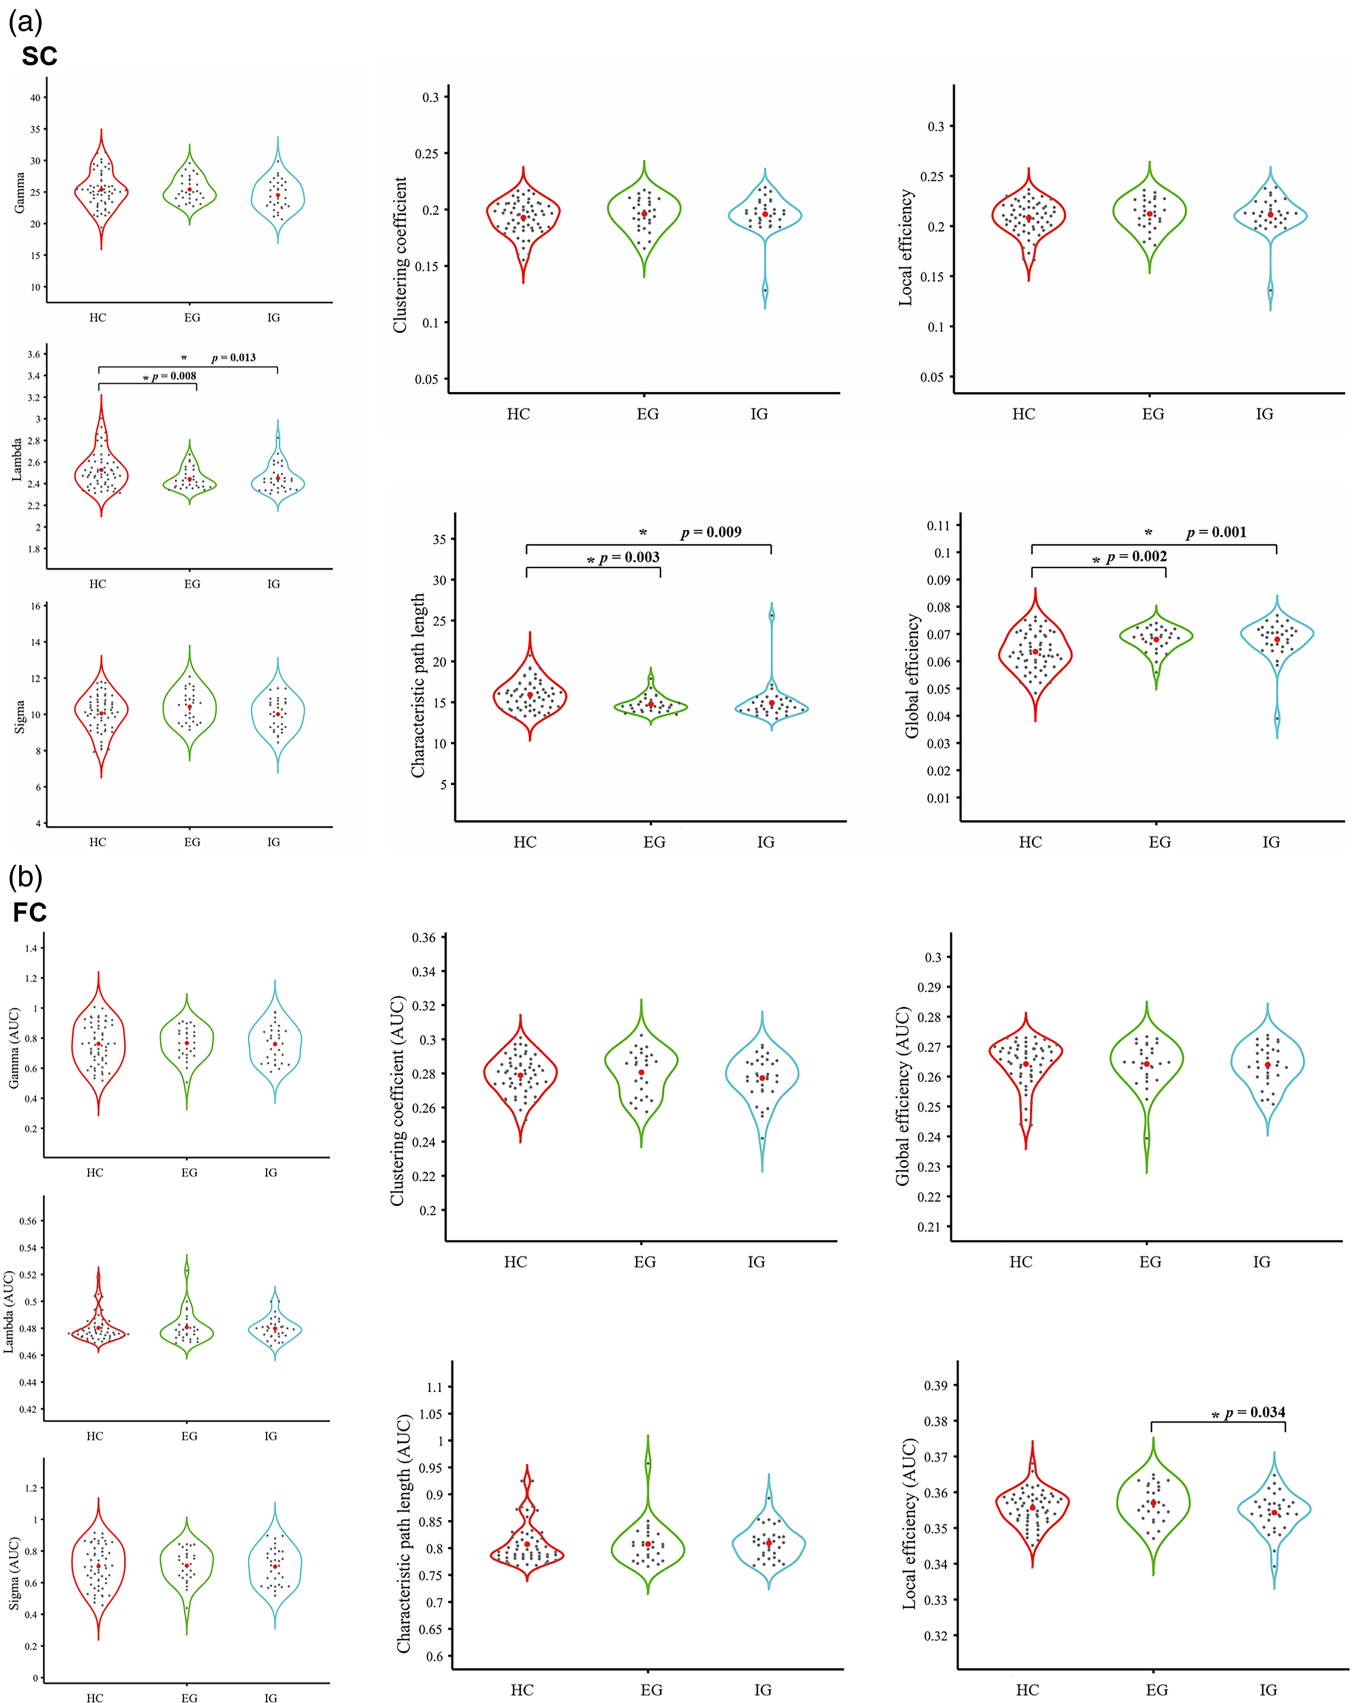 (a)
SC
Gamma
40
35
30
25
20
15
10
HC EG IG
Lambda
3.6
3.4
3.2
3
2.8
2.6
2.4
2.2
2
1.8
* p = 0.013
* p = 0.008
HC EG IG
Sigma
16
14
12
10
8
6
4
HC EG IG
Clustering coefficient
0.3
0.25
0.2
0.15
0.1
0.05
HC EG IG
Local efficiency
0.3
0.25
0.2
0.15
0.1
0.05
HC EG IG
Characteristic path length
35
30
25
20
15
10
5
* p = 0.009
* p = 0.003
HC EG IG
Global efficiency
0.11
0.1
0.09
0.08
0.07
0.06
0.05
0.04
0.03
0.02
0.01
* p = 0.001
* p = 0.002
HC EG IG
(b)
FC
Gamma (AUC)
1.4
1.2
1
0.8
0.6
0.4
0.2
HC EG IG
Lambda (AUC)
0.56
0.54
0.52
0.5
0.48
0.46
0.44
0.42
HC EG IG
Sigma (AUC)
1.2
1
0.8
0.6
0.4
0.2
0
HC EG IG
Clustering coefficient (AUC)
0.36
0.34
0.32
0.3
0.28
0.26
0.24
0.22
0.2
HC EG IG
Global efficiency (AUC)
0.3
0.29
0.28
0.27
0.26
0.25
0.24
0.23
0.22
0.21
HC EG IG
Characteristic path length (AUC)
1.1
1.05
1
0.95
0.9
0.85
0.8
0.75
0.7
0.65
0.6
HC EG IG
Local efficiency (AUC)
0.39
0.38
0.37
0.36
0.35
0.34
0.33
0.32
* p = 0.034
HC EG IG